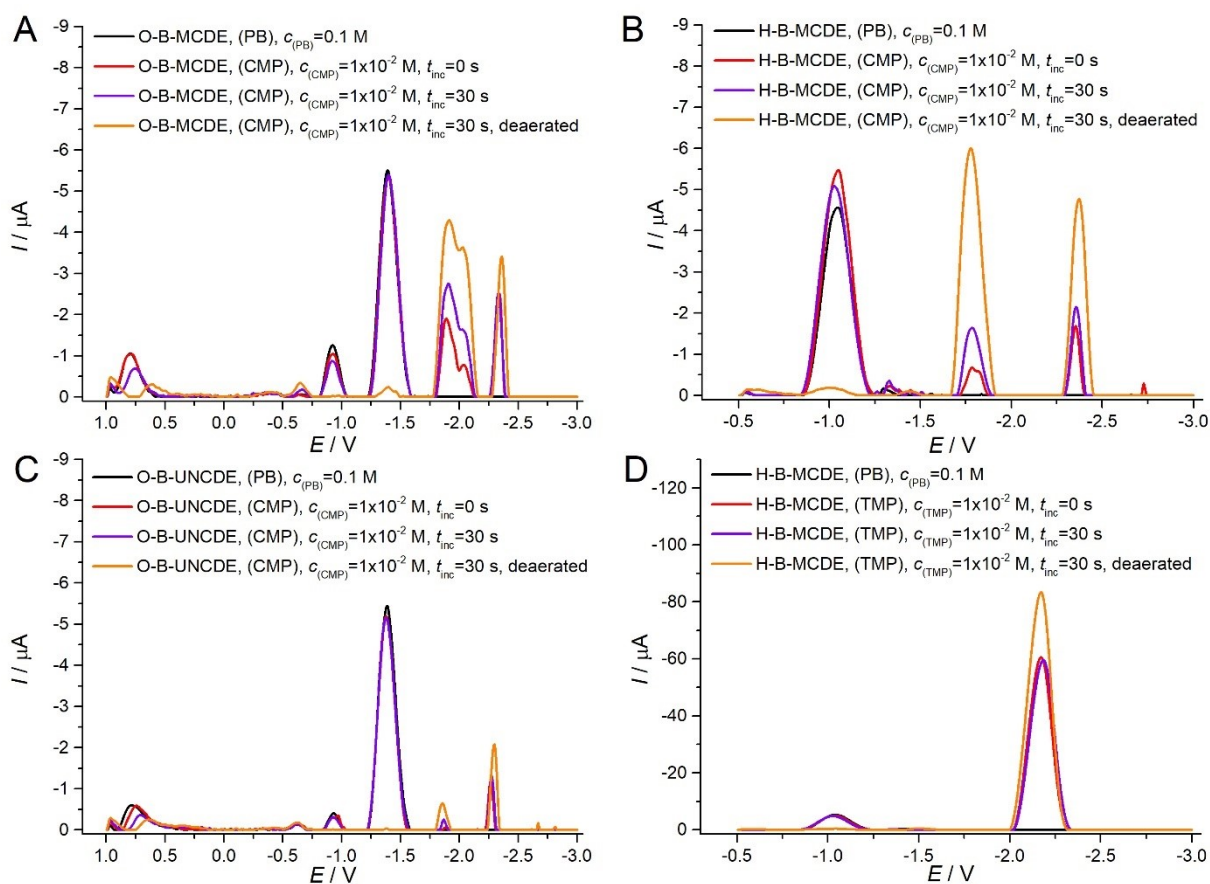 A
O-B-MCDE, (PB), c(PB)=0.1 M
O-B-MCDE, (CMP), c(CMP)=1x10-2 M, tinc=0 s
O-B-MCDE, (CMP), c(CMP)=1x10-2 M, tinc=30 s
O-B-MCDE, (CMP), c(CMP)=1x10-2 M, tinc=30 s, deaerated
-9
-8
-7
-6
-5
-4
-3
-2
-1
0
I / µA
1.0 0.5 0.0 -0.5 -1.0 -1.5 -2.0 -2.5 -3.0
E / V
B
H-B-MCDE, (PB), c(PB)=0.1 M
H-B-MCDE, (CMP), c(CMP)=1x10-2 M, tinc=0 s
H-B-MCDE, (CMP), c(CMP)=1x10-2 M, tinc=30 s
H-B-MCDE, (CMP), c(CMP)=1x10-2 M, tinc=30 s, deaerated
-9
-8
-7
-6
-5
-4
-3
-2
-1
0
I / µA
-0.5 -1.0 -1.5 -2.0 -2.5 -3.0
E / V
C
O-B-UNCDE, (PB), c(PB)=0.1 M
O-B-UNCDE, (CMP), c(CMP)=1x10-2 M, tinc=0 s
O-B-UNCDE, (CMP), c(CMP)=1x10-2 M, tinc=30 s
O-B-UNCDE, (CMP), c(CMP)=1x10-2 M, tinc=30 s, deaerated
-9
-8
-7
-6
-5
-4
-3
-2
-1
0
I / µA
1.0 0.5 0.0 -0.5 -1.0 -1.5 -2.0 -2.5 -3.0
E / V
D
H-B-MCDE, (PB), c(PB)=0.1 M
H-B-MCDE, (TMP), c(TMP)=1x10-2 M, tinc=0 s
H-B-MCDE, (TMP), c(TMP)=1x10-2 M, tinc=30 s
H-B-MCDE, (TMP), c(TMP)=1x10-2 M, tinc=30 s, deaerated
-120
-100
-80
-60
-40
-20
0
I / µA
-0.5 -1.0 -1.5 -2.0 -2.5 -3.0
E / V